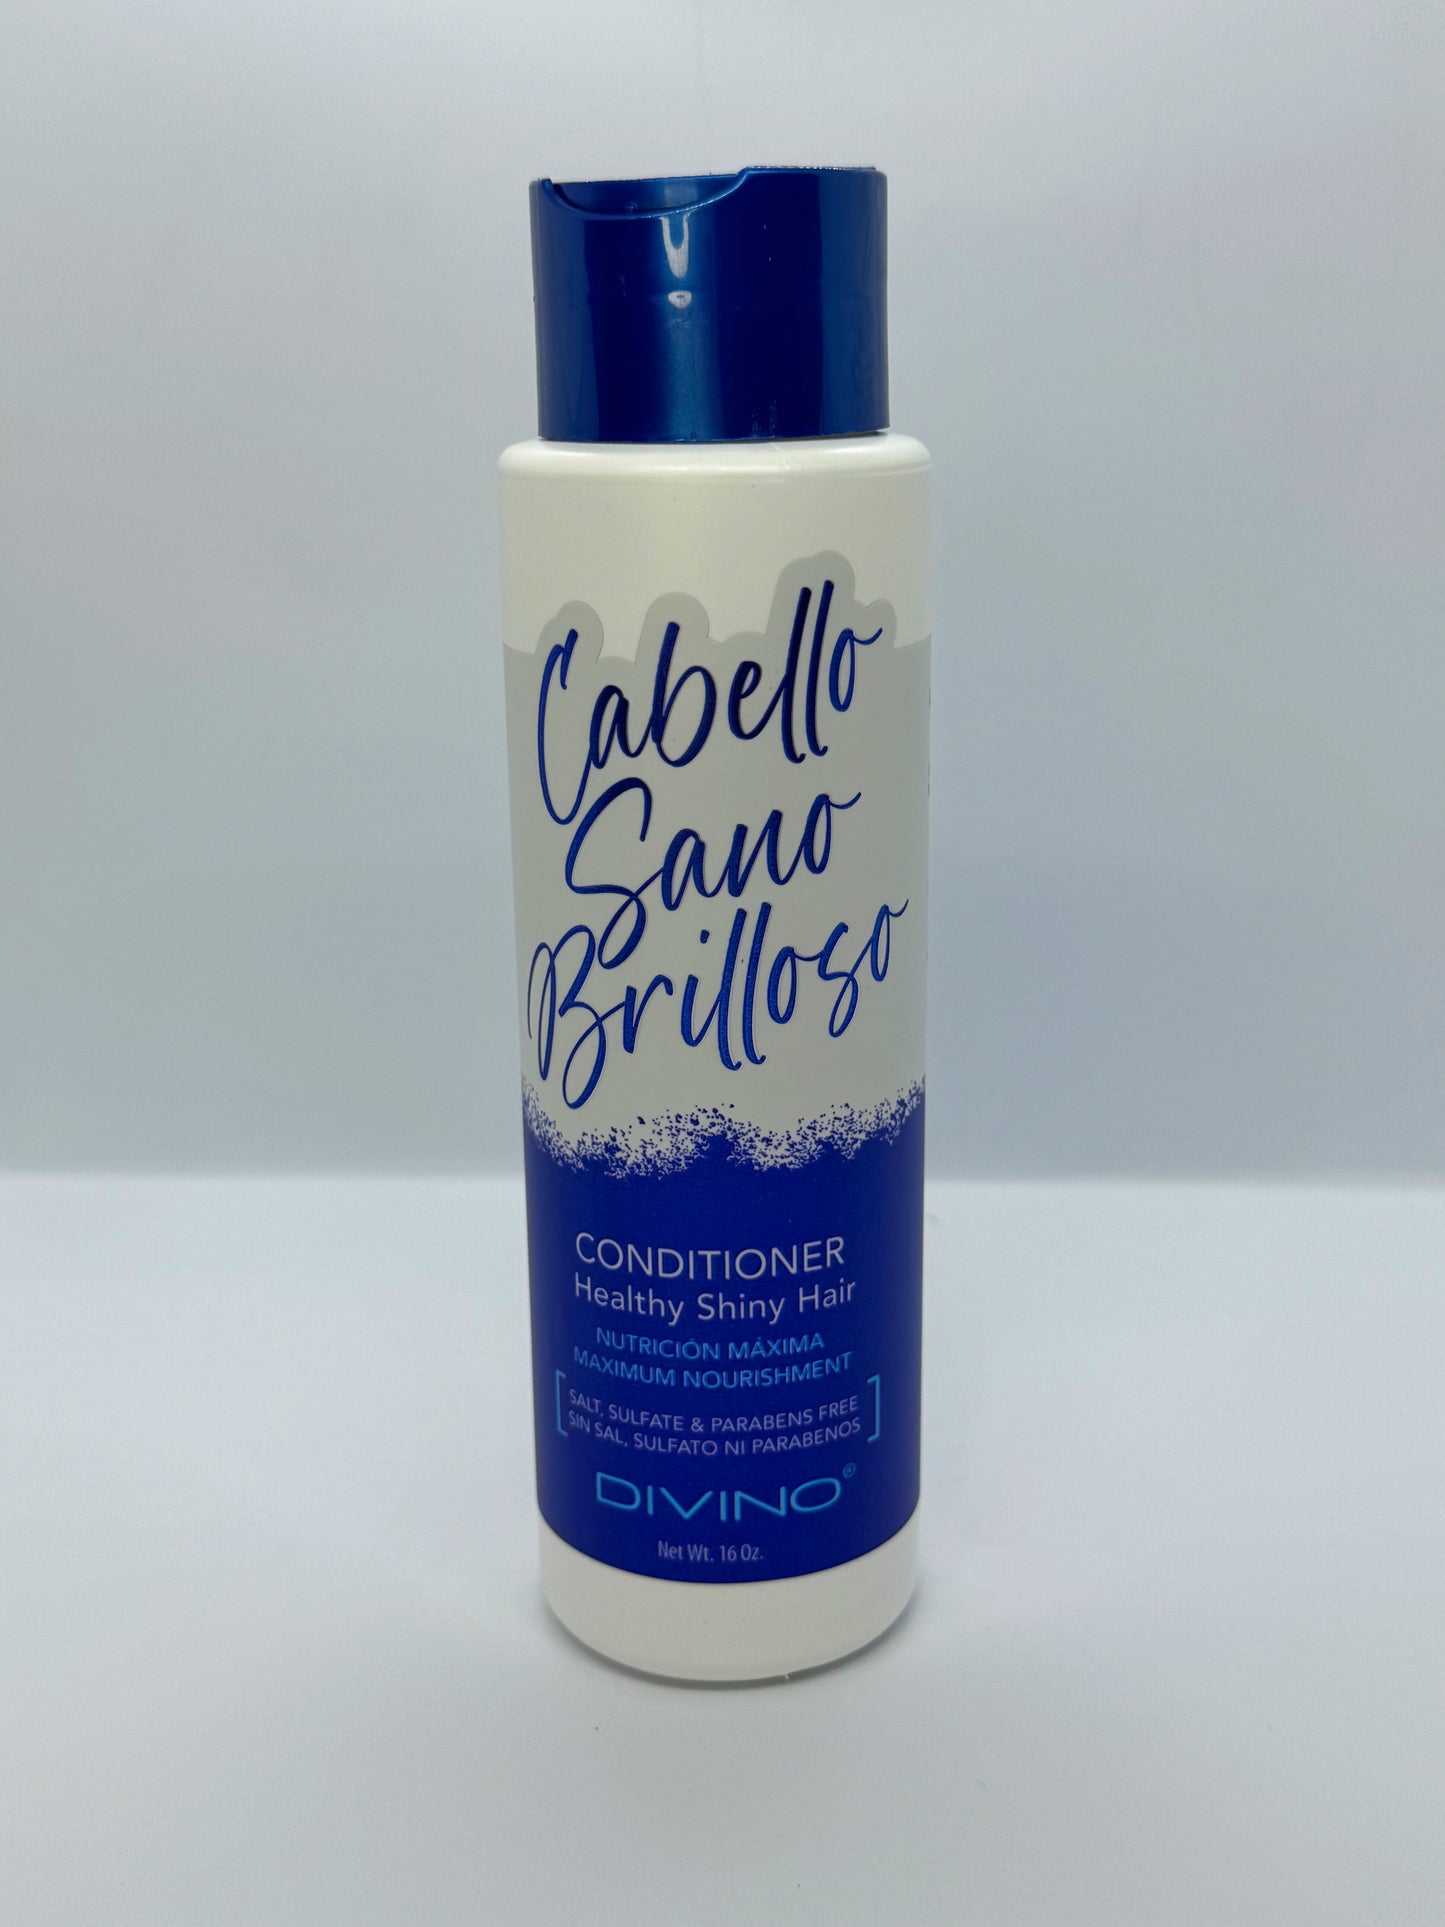 Cabello
Sano
Brilloso
CONDITIONER
Healthy Shiny Hair
NUTRICIÓN MÁXIMA
MAXIMUM NOURISHMENT
[SALT, SULFATE & PARABENS FREE
SIN SAL, SULFATO NI PARABENOS]
DIVINO®
Net Wt. 16 Oz.